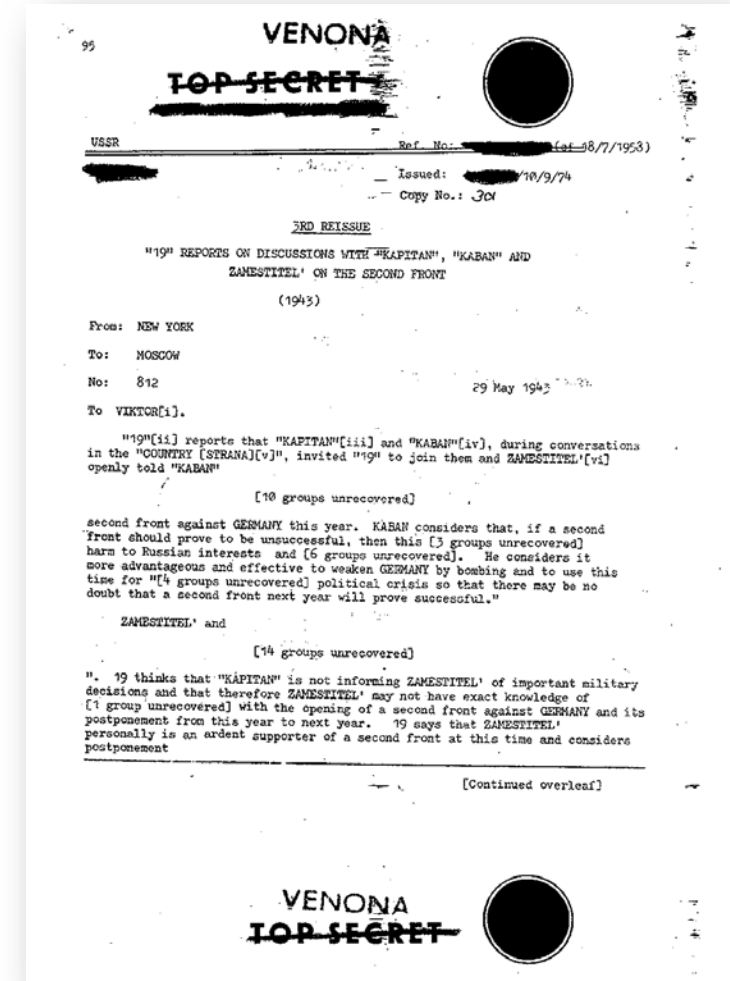 95
VENONA
TOP SECRET
USSR
Ref. No: (of 18/7/1953)
Issued: /10/9/74
Copy No.: 301
3RD REISSUE
"19" REPORTS ON DISCUSSIONS WITH "KAPITAN", "KABAN" AND
ZAMESTITEL' ON THE SECOND FRONT
(1943)
From: NEW YORK
To: MOSCOW
No: 812
29 May 1943
To VIKTOR[i].
"19"[ii] reports that "KAPITAN"[iii] and "KABAN"[iv], during conversations
in the "COUNTRY [STRANA][v]", invited "19" to join them and ZAMESTITEL'[vi]
openly told "KABAN"
[10 groups unrecovered]
second front against GERMANY this year. KABAN considers that, if a second
front should prove to be unsuccessful, then this [3 groups unrecovered]
harm to Russian interests and [6 groups unrecovered]. He considers it
more advantageous and effective to weaken GERMANY by bombing and to use this
time for "[4 groups unrecovered] political crisis so that there may be no
doubt that a second front next year will prove successful."
ZAMESTITEL' and
[14 groups unrecovered]
". 19 thinks that "KAPITAN" is not informing ZAMESTITEL' of important military
decisions and that therefore ZAMESTITEL' may not have exact knowledge of
[1 group unrecovered] with the opening of a second front against GERMANY and its
postponement from this year to next year. 19 says that ZAMESTITEL'
personally is an ardent supporter of a second front at this time and considers
postponement
[Continued overleaf]
VENONA
TOP SECRET